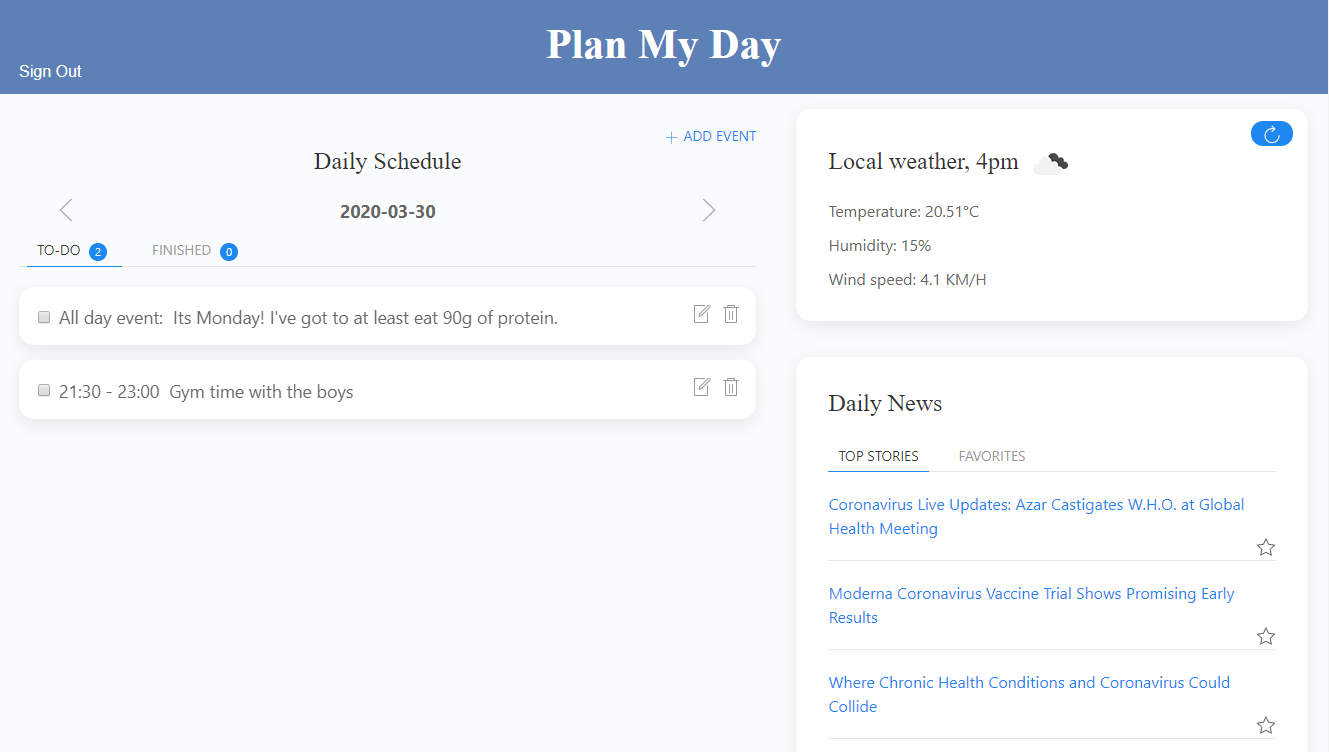 Plan My Day
Sign Out
ADD EVENT
Daily Schedule
2020-03-30
TO-DO 2
FINISHED 0
All day event: Its Monday! I've got to at least eat 90g of protein.
21:30 - 23:00 Gym time with the boys
Local weather, 4pm
Temperature: 20.51°C
Humidity: 15%
Wind speed: 4.1 KM/H
Daily News
TOP STORIES
FAVORITES
Coronavirus Live Updates: Azar Castigates W.H.O. at Global
Health Meeting
Moderna Coronavirus Vaccine Trial Shows Promising Early
Results
Where Chronic Health Conditions and Coronavirus Could
Collide